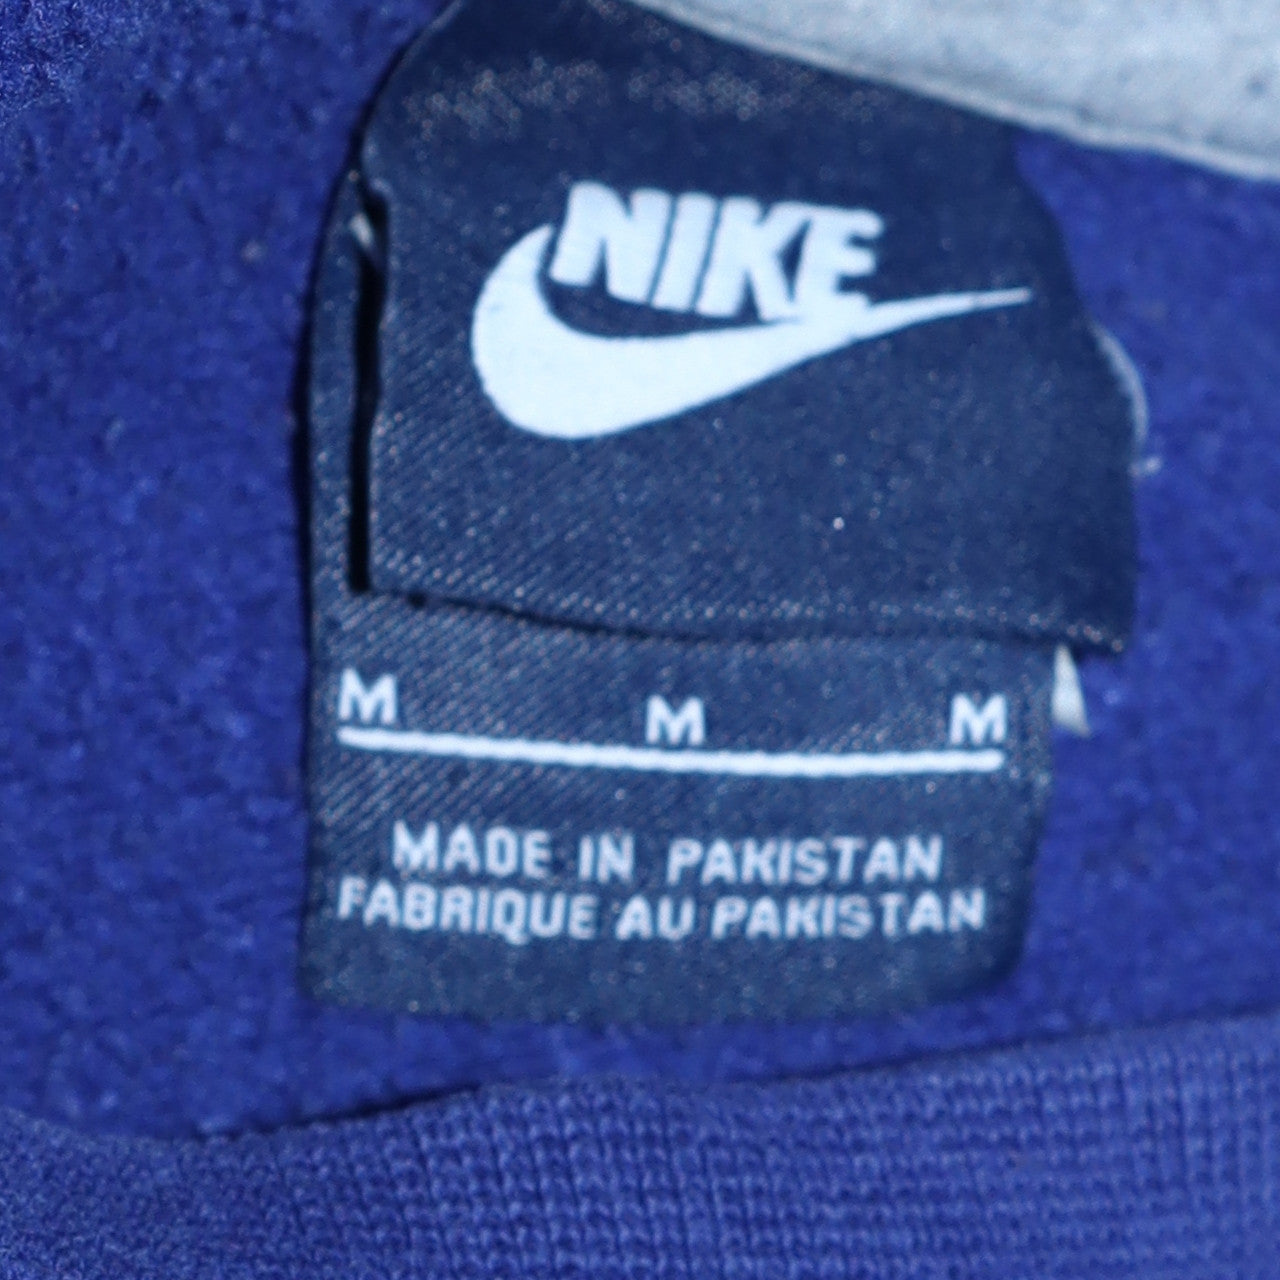 NIKE
M M M
MADE IN PAKISTAN
FABRIQUE AU PAKISTAN